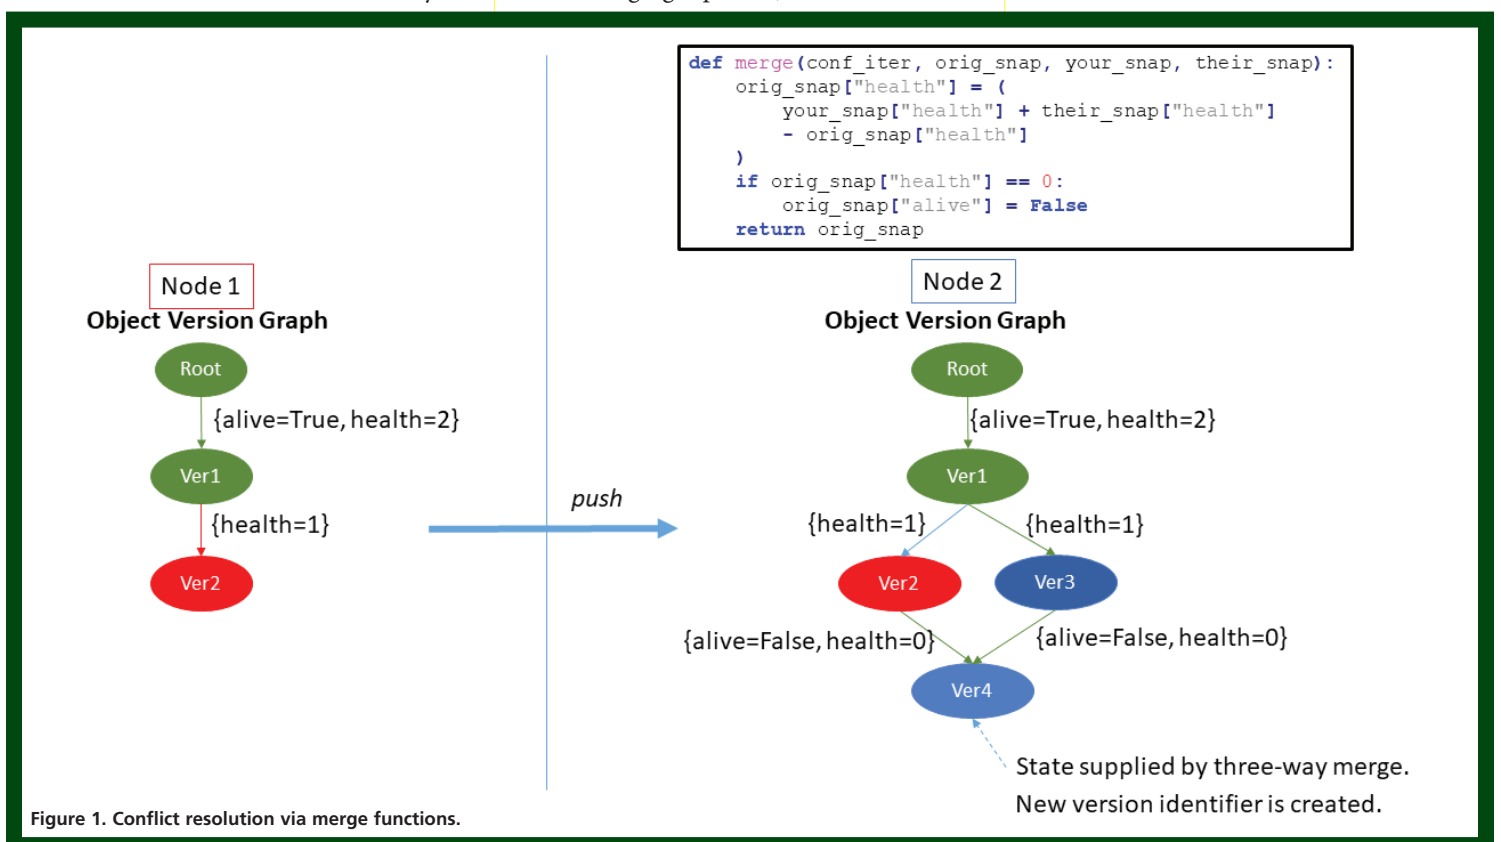 def merge(conf_iter, orig_snap, your_snap, their_snap):
    orig_snap["health"] = (
        your_snap["health"] + their_snap["health"]
        - orig_snap["health"]
    )
    if orig_snap["health"] == 0:
        orig_snap["alive"] = False
    return orig_snap
Node 1
Object Version Graph
Root
{alive=True, health=2}
Ver1
{health=1}
Ver2
push
Node 2
Object Version Graph
Root
{alive=True, health=2}
Ver1
{health=1}
{health=1}
Ver2
Ver3
{alive=False, health=0}
{alive=False, health=0}
Ver4
State supplied by three-way merge.
New version identifier is created.
Figure 1. Conflict resolution via merge functions.